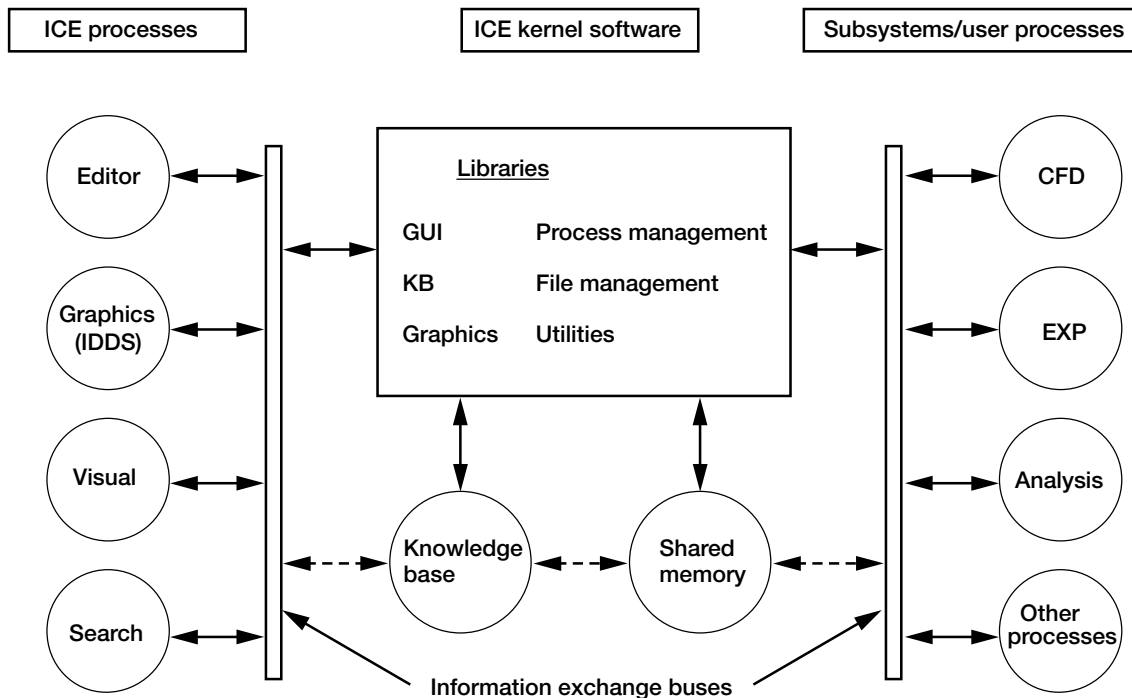 ICE processes
ICE kernel software
Subsystems/user processes
Editor
Graphics
(IDDS)
Visual
Search
Libraries
GUI Process management
KB File management
Graphics Utilities
Knowledge
base
Shared
memory
CFD
EXP
Analysis
Other
processes
Information exchange buses